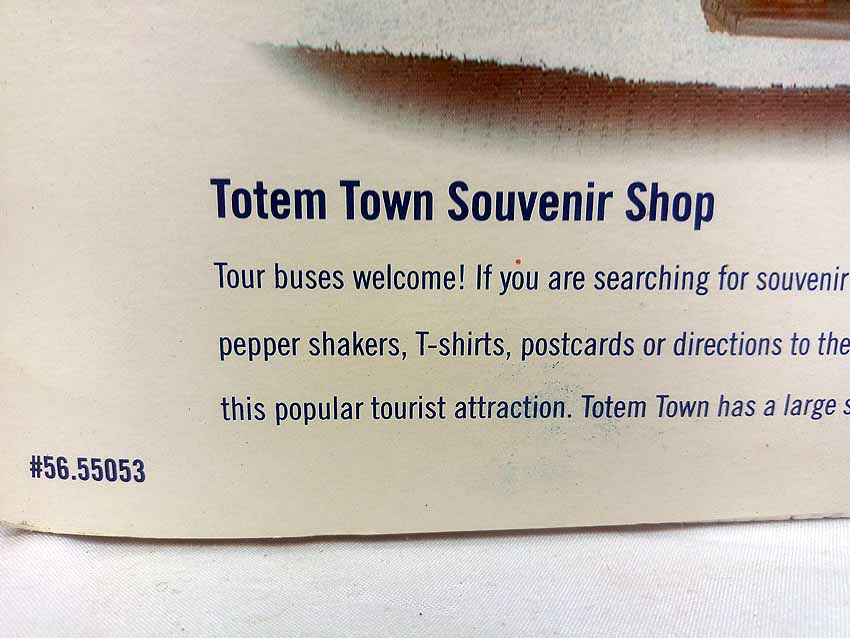 Totem Town Souvenir Shop
Tour buses welcome! If you are searching for souvenir
pepper shakers, T-shirts, postcards or directions to the
this popular tourist attraction. Totem Town has a large
#56.55053